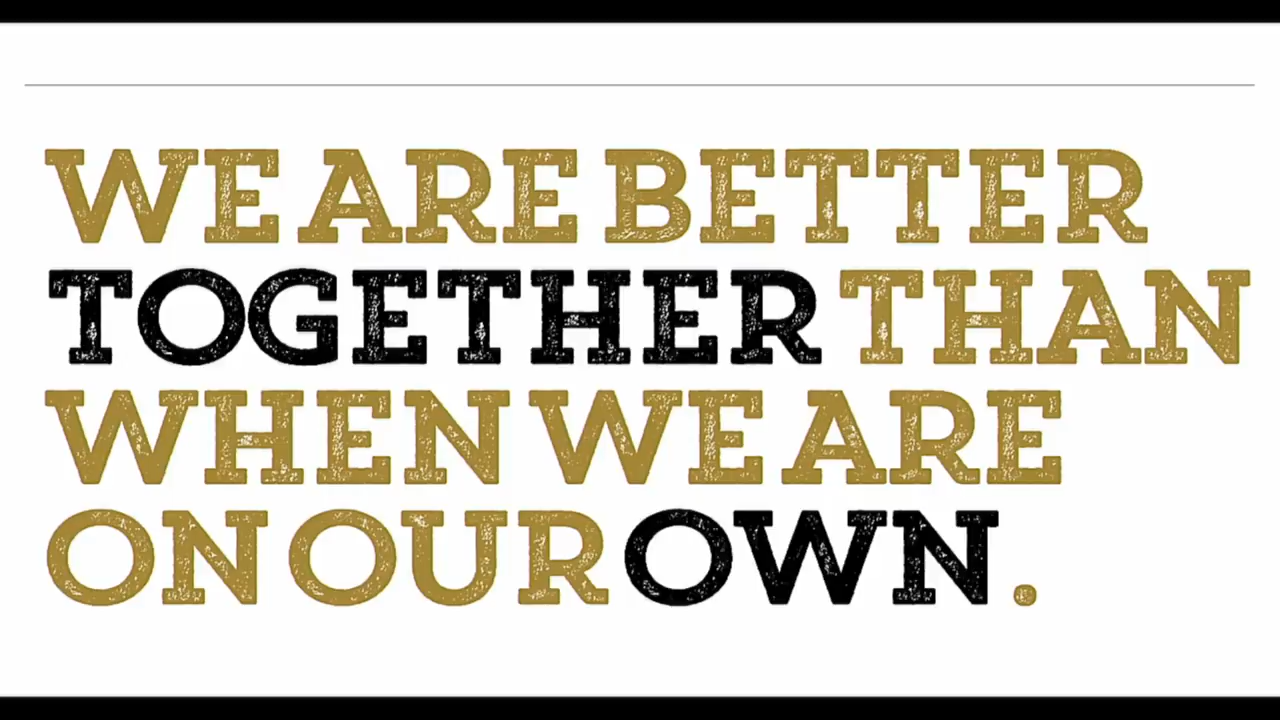 WE ARE BETTER
TOGETHER THAN
WHEN WE ARE
ON OUR OWN.